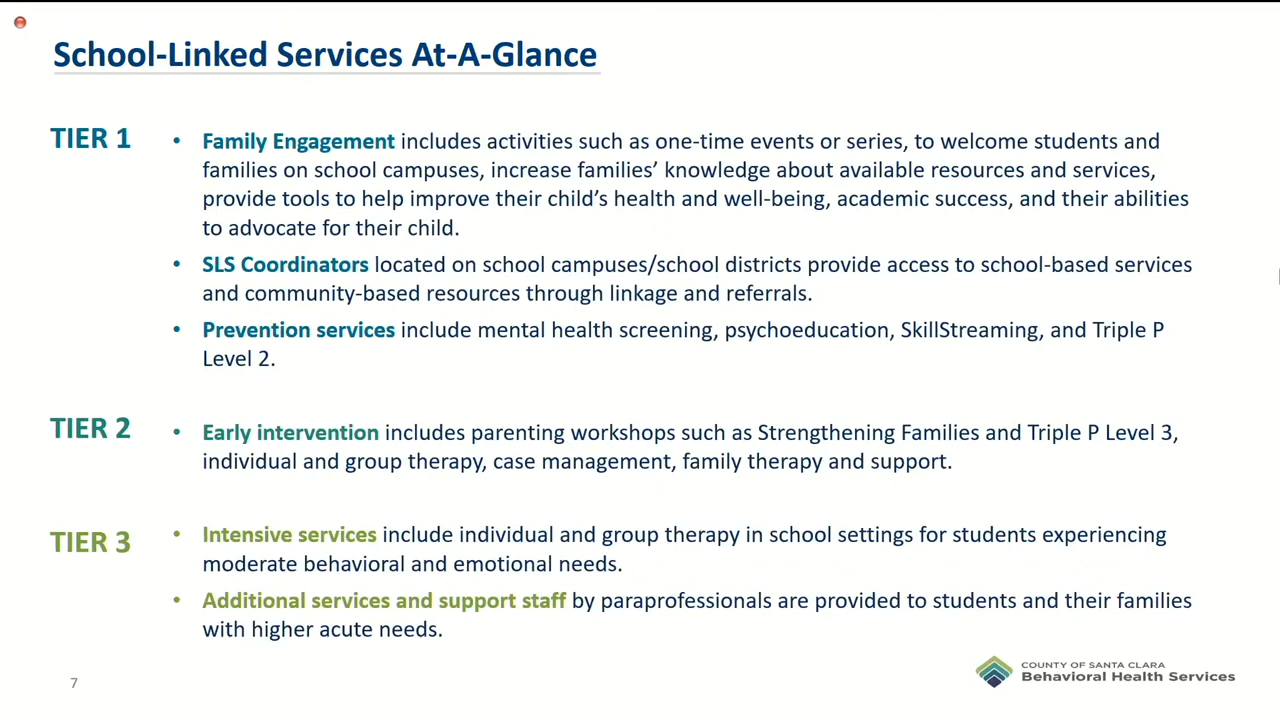 School-Linked Services At-A-Glance
TIER 1
• Family Engagement includes activities such as one-time events or series, to welcome students and
families on school campuses, increase families’ knowledge about available resources and services,
provide tools to help improve their child’s health and well-being, academic success, and their abilities
to advocate for their child.
• SLS Coordinators located on school campuses/school districts provide access to school-based services
and community-based resources through linkage and referrals.
• Prevention services include mental health screening, psychoeducation, SkillStreaming, and Triple P
Level 2.
TIER 2
• Early intervention includes parenting workshops such as Strengthening Families and Triple P Level 3,
individual and group therapy, case management, family therapy and support.
TIER 3
• Intensive services include individual and group therapy in school settings for students experiencing
moderate behavioral and emotional needs.
• Additional services and support staff by paraprofessionals are provided to students and their families
with higher acute needs.
7
COUNTY OF SANTA CLARA
Behavioral Health Services